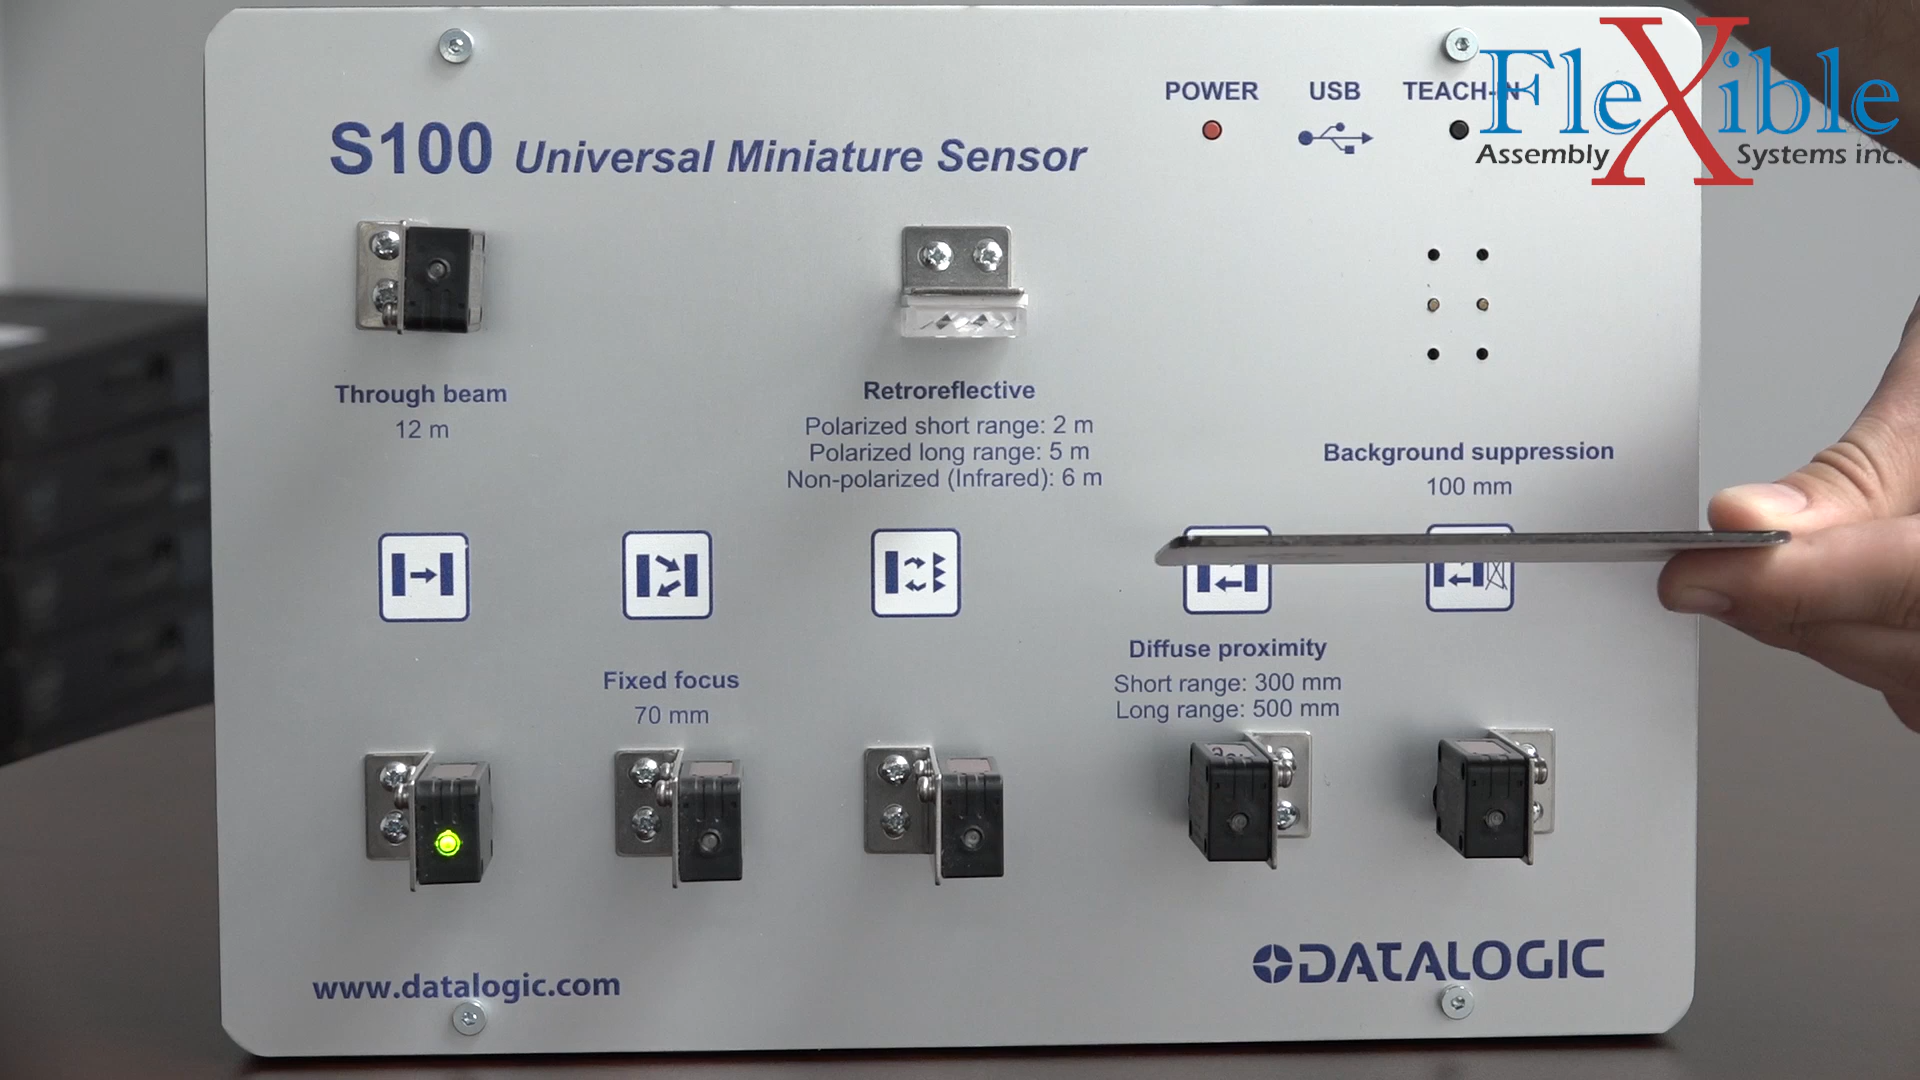 POWER USB TEACH-IN
FleXible
Assembly Systems inc.
S100 Universal Miniature Sensor
Through beam
12 m
Retroreflective
Polarized short range: 2 m
Polarized long range: 5 m
Non-polarized (Infrared): 6 m
Background suppression
100 mm
Fixed focus
70 mm
Diffuse proximity
Short range: 300 mm
Long range: 500 mm
www.datalogic.com
DATALOGIC